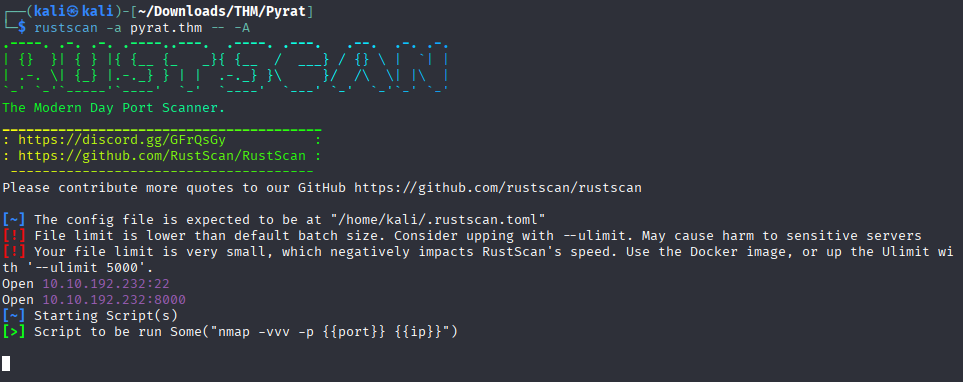 ┌──(kali㉿kali)-[~/Downloads/THM/Pyrat]
└─$ rustscan -a pyrat.thm -- -A
.----. .-. .-. .----..---.  .----. .---.   .--.  .-. .-.
| {}  }| { } |{ {__ {_   _}{ {__  /  ___} / {} \ |  `| |
| .-. \| {_} |.-._} } | |  .-._} }\     }/  /\  \| |\  |
`-' `-'`-----'`----'  `-'  `----'  `---' `-'  `-'`-' `-'
The Modern Day Port Scanner.
________________________________________
: https://discord.gg/GFrQsGy           :
: https://github.com/RustScan/RustScan :
 --------------------------------------
Please contribute more quotes to our GitHub https://github.com/rustscan/rustscan
[~] The config file is expected to be at "/home/kali/.rustscan.toml"
[!] File limit is lower than default batch size. Consider upping with --ulimit. May cause harm to sensitive servers
[!] Your file limit is very small, which negatively impacts RustScan's speed. Use the Docker image, or up the Ulimit wi
th '--ulimit 5000'.
Open 10.10.192.232:22
Open 10.10.192.232:8000
[~] Starting Script(s)
[>] Script to be run Some("nmap -vvv -p {{port}} {{ip}}")